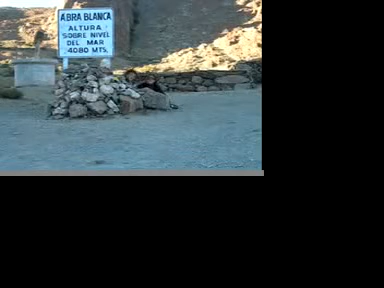 ABRA BLANCA
ALTURA
SOBRE NIVEL
DEL MAR
4080 MTS.